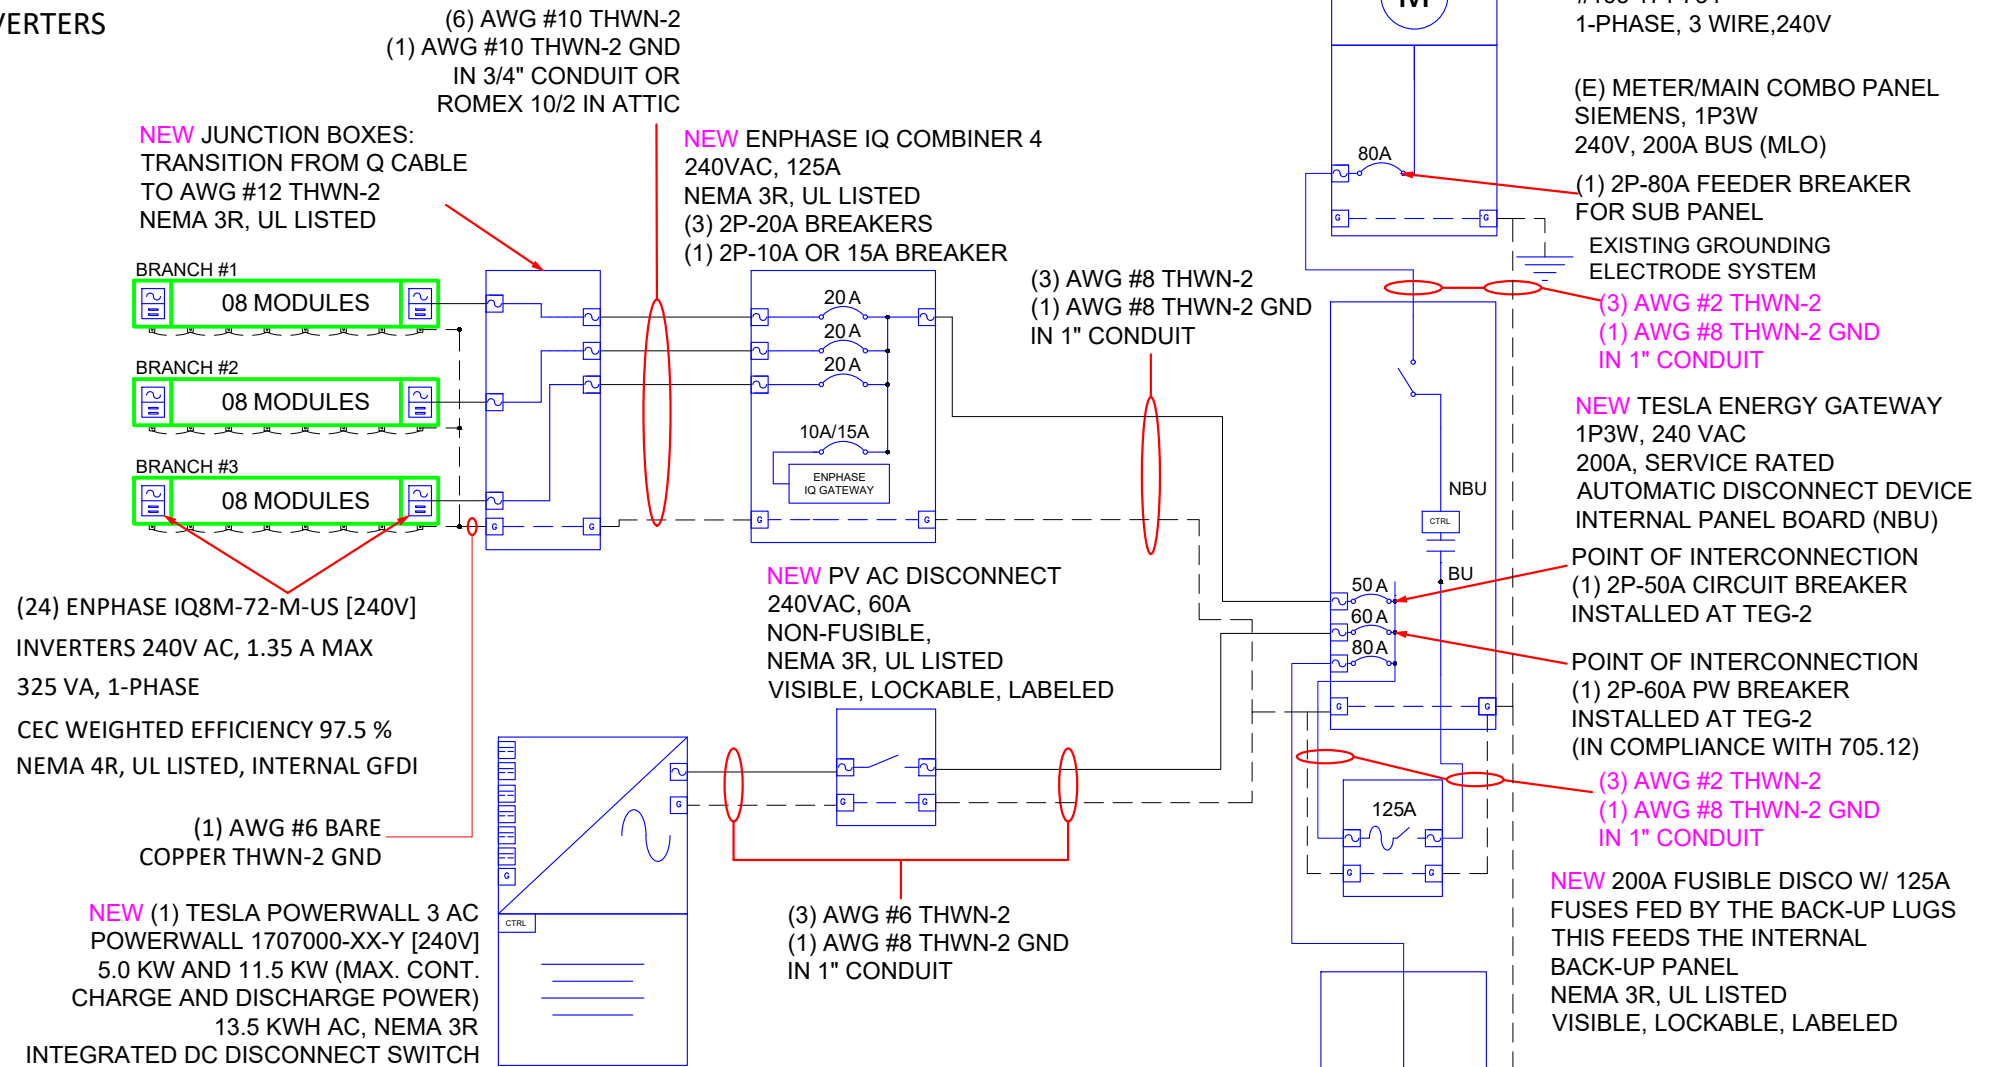 VERTERS
(6) AWG #10 THWN-2
(1) AWG #10 THWN-2 GND
IN 3/4" CONDUIT OR
ROMEX 10/2 IN ATTIC
NEW JUNCTION BOXES:
TRANSITION FROM Q CABLE
TO AWG #12 THWN-2
NEMA 3R, UL LISTED
NEW ENPHASE IQ COMBINER 4
240VAC, 125A
NEMA 3R, UL LISTED
(3) 2P-20A BREAKERS
(1) 2P-10A OR 15A BREAKER
1-PHASE, 3 WIRE,240V
(E) METER/MAIN COMBO PANEL
SIEMENS, 1P3W
240V, 200A BUS (MLO)
80A
(1) 2P-80A FEEDER BREAKER
FOR SUB PANEL
G
G
EXISTING GROUNDING
ELECTRODE SYSTEM
BRANCH #1
08 MODULES
BRANCH #2
08 MODULES
BRANCH #3
08 MODULES
G
G
20A
20A
20A
10A/15A
ENPHASE
IQ GATEWAY
G
G
(3) AWG #8 THWN-2
(1) AWG #8 THWN-2 GND
IN 1" CONDUIT
(3) AWG #2 THWN-2
(1) AWG #8 THWN-2 GND
IN 1" CONDUIT
NEW TESLA ENERGY GATEWAY
1P3W, 240 VAC
200A, SERVICE RATED
AUTOMATIC DISCONNECT DEVICE
INTERNAL PANEL BOARD (NBU)
NBU
CTRL
BU
50A
60A
80A
G
G
POINT OF INTERCONNECTION
(1) 2P-50A CIRCUIT BREAKER
INSTALLED AT TEG-2
POINT OF INTERCONNECTION
(1) 2P-60A PW BREAKER
INSTALLED AT TEG-2
(IN COMPLIANCE WITH 705.12)
(3) AWG #2 THWN-2
(1) AWG #8 THWN-2 GND
IN 1" CONDUIT
(24) ENPHASE IQ8M-72-M-US [240V]
INVERTERS 240V AC, 1.35 A MAX
325 VA, 1-PHASE
CEC WEIGHTED EFFICIENCY 97.5 %
NEMA 4R, UL LISTED, INTERNAL GFDI
(1) AWG #6 BARE
COPPER THWN-2 GND
NEW PV AC DISCONNECT
240VAC, 60A
NON-FUSIBLE,
NEMA 3R, UL LISTED
VISIBLE, LOCKABLE, LABELED
G
G
G
G
CTRL
NEW (1) TESLA POWERWALL 3 AC
POWERWALL 1707000-XX-Y [240V]
5.0 KW AND 11.5 KW (MAX. CONT.
CHARGE AND DISCHARGE POWER)
13.5 KWH AC, NEMA 3R
INTEGRATED DC DISCONNECT SWITCH
(3) AWG #6 THWN-2
(1) AWG #8 THWN-2 GND
IN 1" CONDUIT
125A
G
G
NEW 200A FUSIBLE DISCO W/ 125A
FUSES FED BY THE BACK-UP LUGS
THIS FEEDS THE INTERNAL
BACK-UP PANEL
NEMA 3R, UL LISTED
VISIBLE, LOCKABLE, LABELED